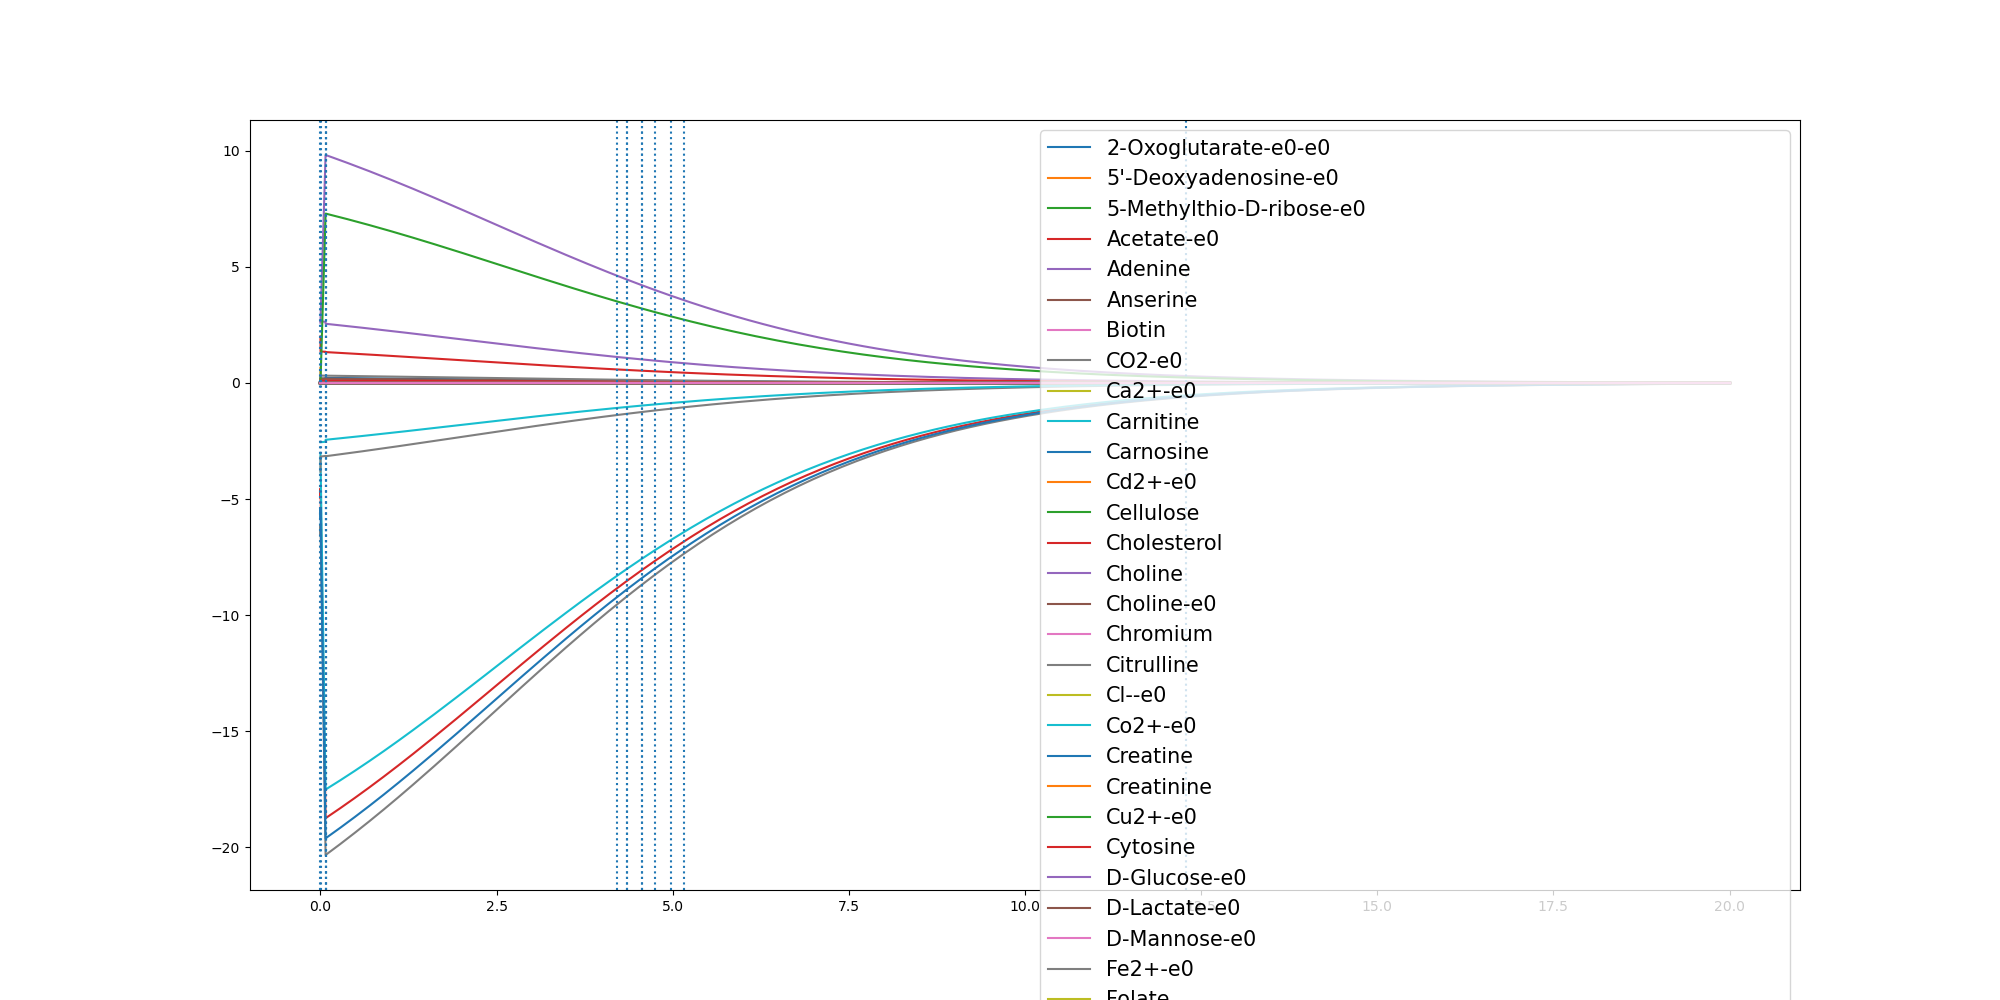 10
5
0
−5
−10
−15
−20
0.0
2.5
5.0
7.5
10.0
15.0
17.5
20.0
2-Oxoglutarate-e0-e0
5'-Deoxyadenosine-e0
5-Methylthio-D-ribose-e0
Acetate-e0
Adenine
Anserine
Biotin
CO2-e0
Ca2+-e0
Carnitine
Carnosine
Cd2+-e0
Cellulose
Cholesterol
Choline
Choline-e0
Chromium
Citrulline
Cl--e0
Co2+-e0
Creatine
Creatinine
Cu2+-e0
Cytosine
D-Glucose-e0
D-Lactate-e0
D-Mannose-e0
Fe2+-e0
Folate